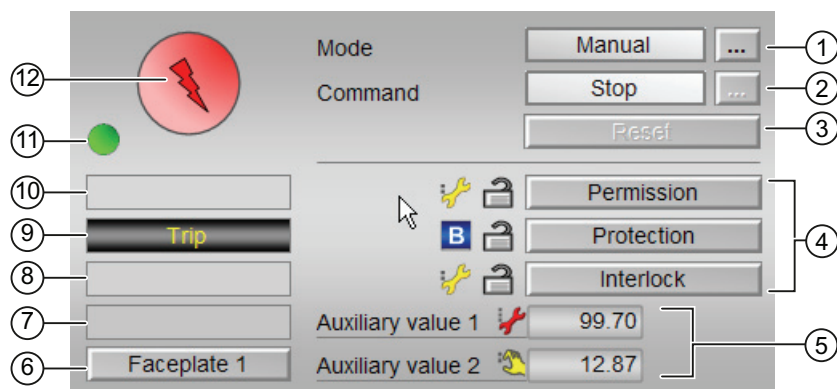 Mode Manual ... 1
12 Command Stop ... 2
11 Reset 3
10 Permission
9 Trip B Protection 4
8 Interlock
7 Auxiliary value 1 99.70 5
6 Faceplate 1 Auxiliary value 2 12.87